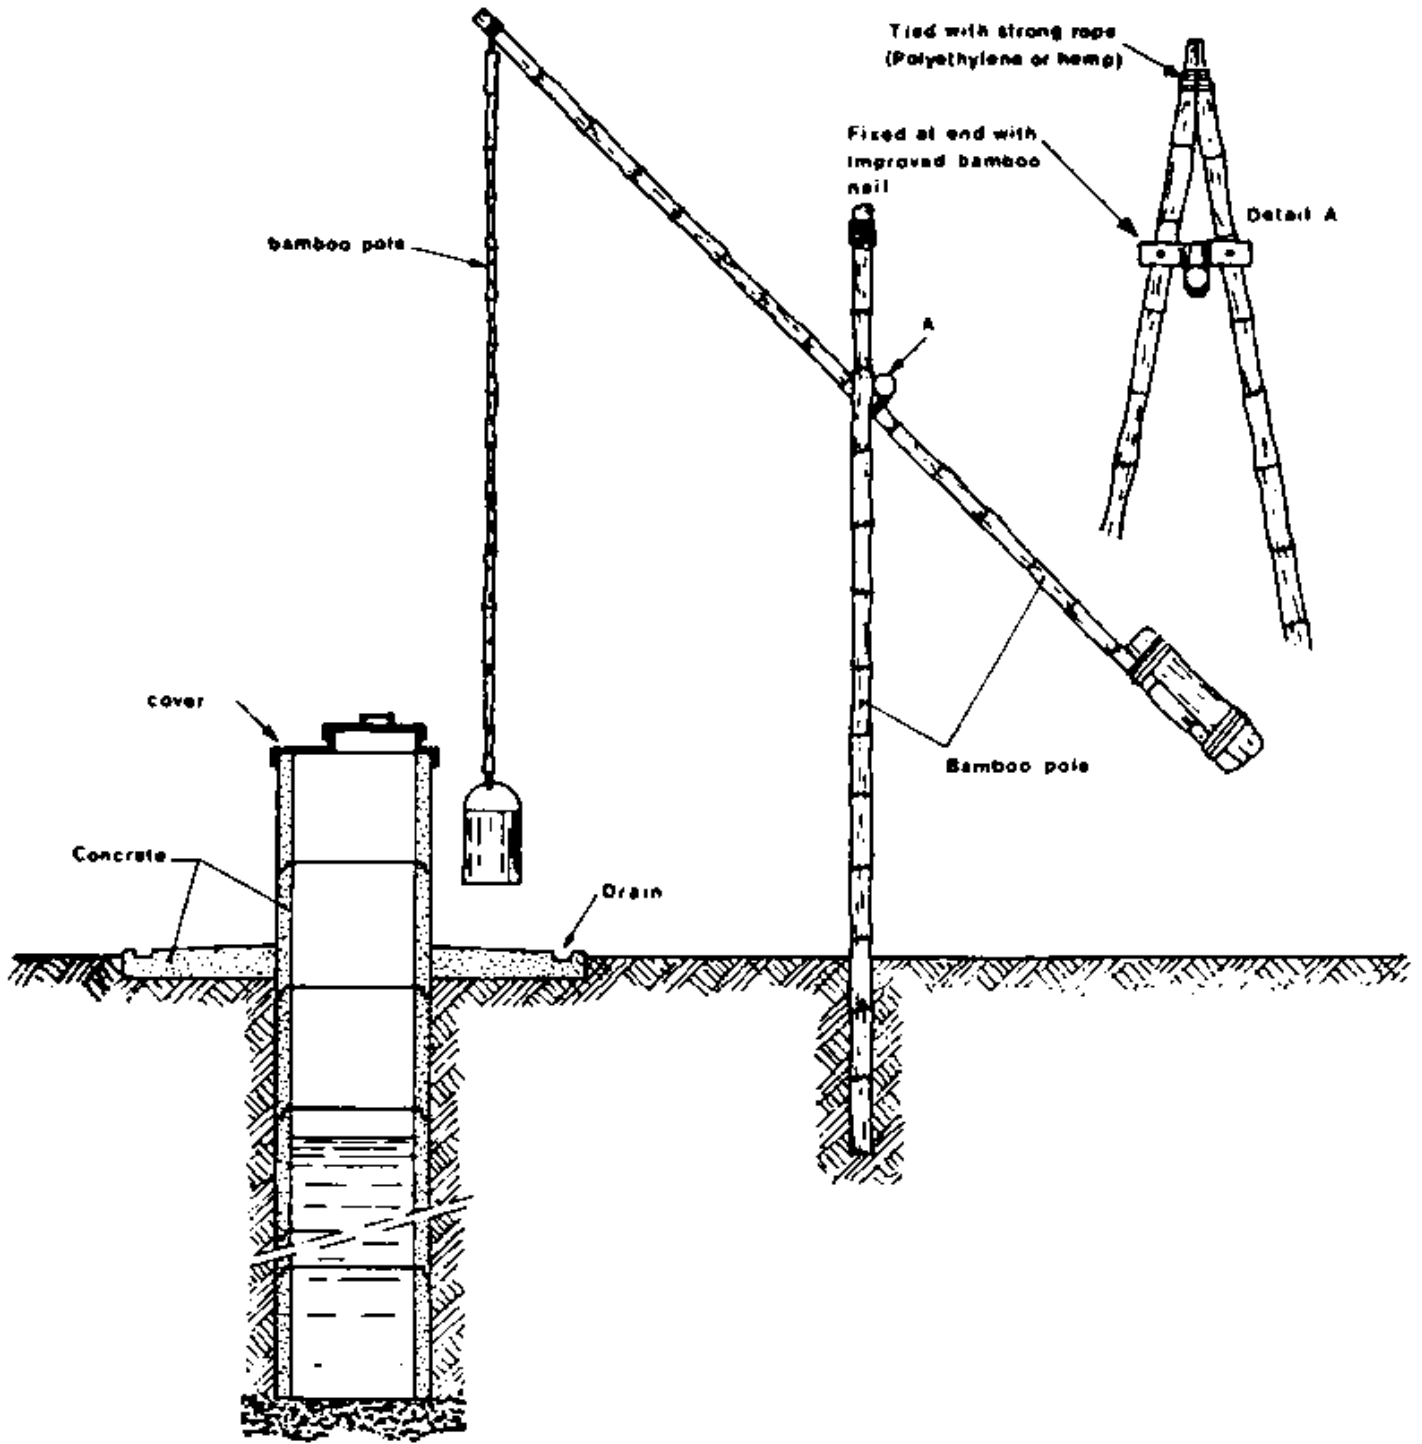 Tied with strong rope
(Polyethylene or hemp)
Fixed at end with
improved bamboo
nail
Detail A
bamboo pole
A
cover
Bamboo pole
Concrete
Drain